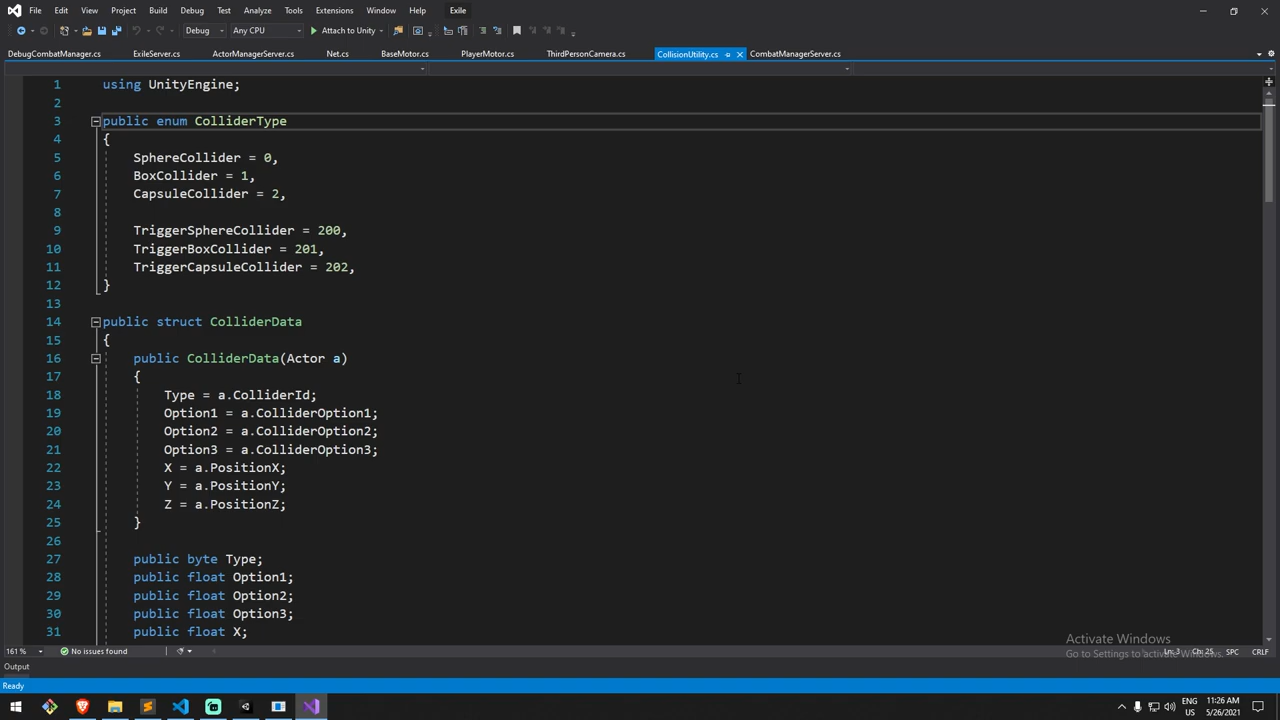 File Edit View Project Build Debug Test Analyze Tools Extensions Window Help Exile
Debug Any CPU Attach to Unity
DebugCombatManager.cs ExileServer.cs ActorManagerServer.cs Net.cs BaseMotor.cs PlayerMotor.cs ThirdPersonCamera.cs CollisionUtility.cs CombatManagerServer.cs
1 using UnityEngine;
2
3 public enum ColliderType
4 {
5 SphereCollider = 0,
6 BoxCollider = 1,
7 CapsuleCollider = 2,
8
9 TriggerSphereCollider = 200,
10 TriggerBoxCollider = 201,
11 TriggerCapsuleCollider = 202,
12 }
13
14 public struct ColliderData
15 {
16 public ColliderData(Actor a)
17 {
18 Type = a.ColliderId;
19 Option1 = a.ColliderOption1;
20 Option2 = a.ColliderOption2;
21 Option3 = a.ColliderOption3;
22 X = a.PositionX;
23 Y = a.PositionY;
24 Z = a.PositionZ;
25 }
26
27 public byte Type;
28 public float Option1;
29 public float Option2;
30 public float Option3;
31 public float X;
Activate Windows
Go to Settings to activate Windows.
161 % No issues found Ln: 3 Ch: 25 SPC CRLF
Output
Ready
ENG 11:26 AM
US 5/26/2021